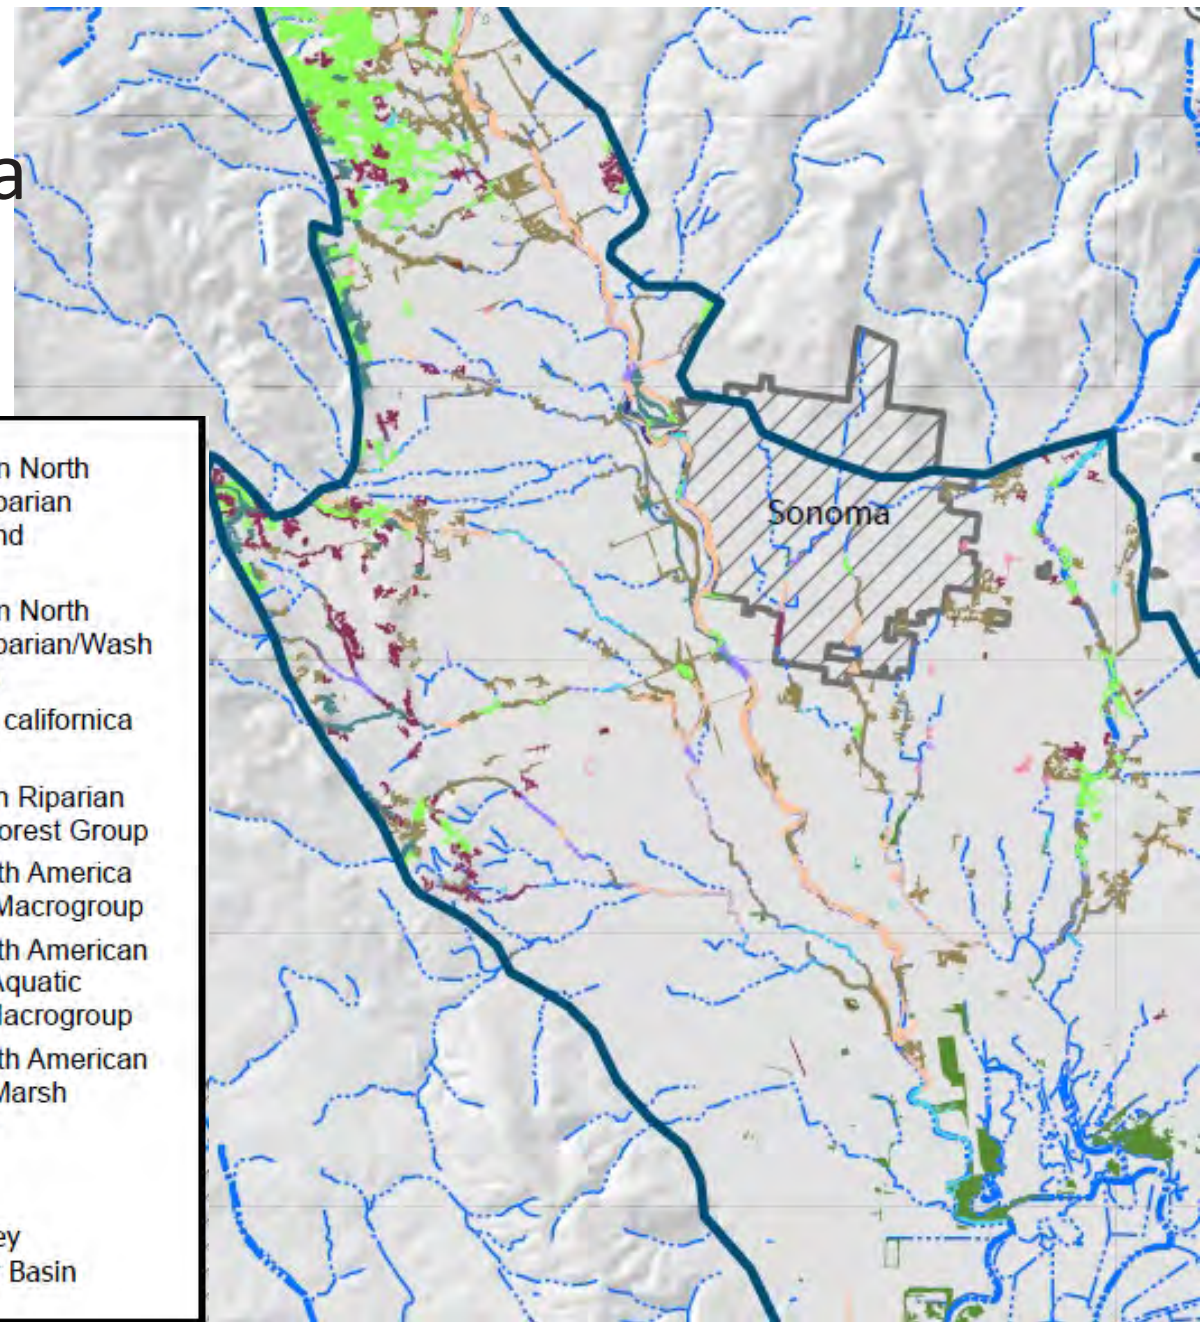 a
n North
parian
nd
n North
parian/Wash
californica
n Riparian
orest Group
th America
Macrogroup
th American
Aquatic
Macrogroup
th American
Marsh
ey
Basin
Sonoma